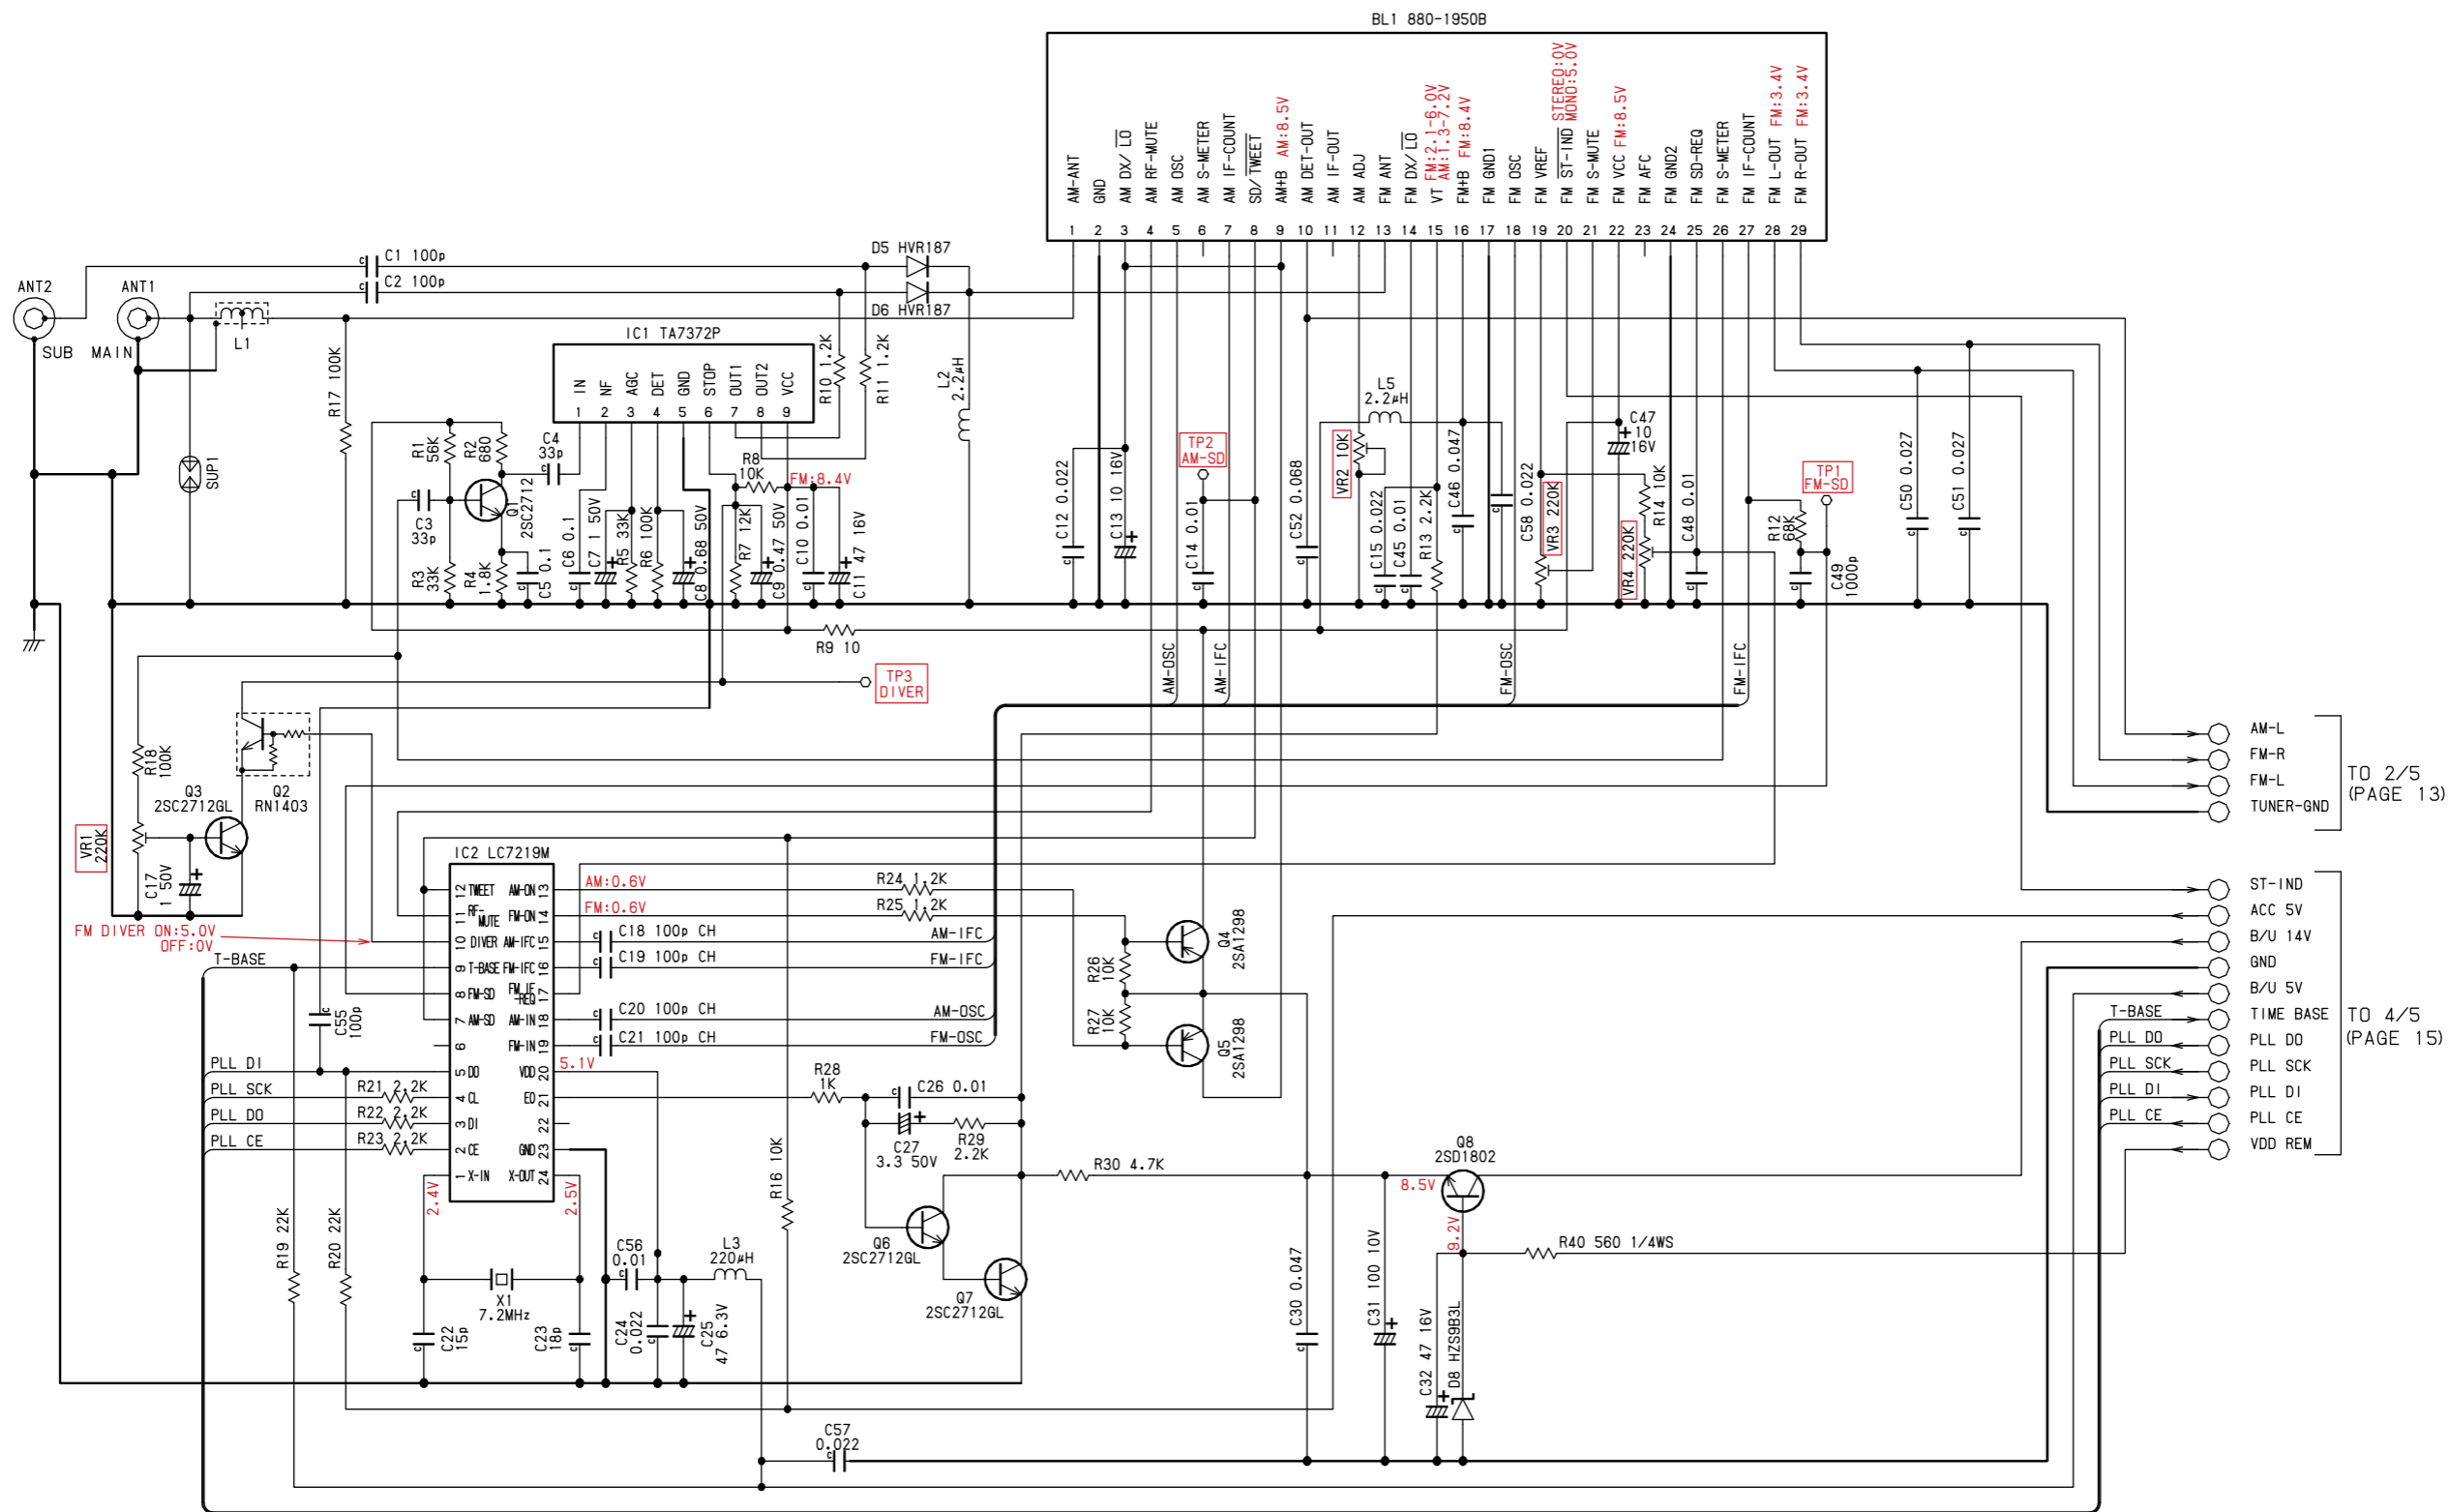 BL1 880-1950B
AM-ANT
GND
AM DX/LO
AM RF-MUTE
AM OSC
AM S-METER
AM IF-COUNT
SD/TWEET
AM+B AM:8.5V
AM DET-OUT
AM IF-OUT
AM ADJ
FM ANT
FM DX/LO
VT FM:2.1-6.0V
AM:1.3-7.2V
FM+B FM:8.4V
FM GND1
FM OSC
FM VREF
FM ST-IND STEREO:0V
MONO:5.0V
FM S-MUTE
FM VCC FM:8.5V
FM AFC
FM GND2
FM SD-REQ
FM S-METER
FM IF-COUNT
FM L-OUT FM:3.4V
FM R-OUT FM:3.4V
1 2 3 4 5 6 7 8 9 10 11 12 13 14 15 16 17 18 19 20 21 22 23 24 25 26 27 28 29
C1 100p
D5 HVR187
C2 100p
D6 HVR187
ANT2
ANT1
SUB
MAIN
L1
SUP1
R17 100K
IC1 TA7372P
IN NF AGC DET GND STOP OUT1 OUT2 VCC
1 2 3 4 5 6 7 8 9
R10 1.2K
R11 1.2K
L2
2.2μH
R1
56K
R2
680
C4
33p
Q1
2SC2712
C3
33p
R3
33K
R4
1.8K
C5 0.1
C6 0.1
C7 1 50V
R5 33K
R6 100K
C8 0.68 50V
R8
10K
FM:8.4V
R7 12K
C9 0.47 50V
C10 0.01
C11 47 16V
R9 10
C12 0.022
C13 10 16V
TP2
AM-SD
C14 0.01
C52 0.068
VR2 10K
L5
2.2μH
C15 0.022
C45 0.01
R13 2.2K
C46 0.047
C58 0.022
VR3 220K
C47
10
16V
R14 10K
VR4 220K
C48 0.01
R12
68K
TP1
FM-SD
C49
1000p
C50 0.027
C51 0.027
TP3
DIVER
AM-OSC
AM-IFC
FM-OSC
FM-IFC
R18
100K
Q3
2SC2712GL
Q2
RN1403
VR1
220K
C17
1 50V
FM DIVER ON:5.0V
OFF:0V
IC2 LC7219M
12 TWEET AM-ON 13
11 RF-MUTE FM-ON 14
10 DIVER AM-IFC 15
9 T-BASE FM-IFC 16
8 FM-SD FM IF-REQ 17
7 AM-SD AM-IN 18
6 FM-IN 19
5 DO VDD 20
4 CL EO 21
3 DI 22
2 CE GND 23
1 X-IN X-OUT 24
AM:0.6V
FM:0.6V
R24 1.2K
R25 1.2K
C18 100p CH
AM-IFC
C19 100p CH
FM-IFC
C20 100p CH
AM-OSC
C21 100p CH
FM-OSC
5.1V
T-BASE
C55
100p
PLL DI
PLL SCK
R21 2.2K
PLL DO
R22 2.2K
PLL CE
R23 2.2K
2.4V
2.5V
R19 22K
R20 22K
X1
7.2MHz
C22
15p
C23
18p
C56
0.01
C24
0.022
C25
47 6.3V
L3
220μH
R16 10K
R28
1K
C26 0.01
C27
3.3 50V
R29
2.2K
Q6
2SC2712GL
Q7
2SC2712GL
R30 4.7K
R26
10K
R27
10K
Q4
2SA1298
Q5
2SA1298
C30 0.047
C31 100 10V
Q8
2SD1802
8.5V
9.2V
R40 560 1/4WS
C32 47 16V
D8 HZS9B3L
C57
0.022
AM-L
FM-R
FM-L
TUNER-GND
TO 2/5
(PAGE 13)
ST-IND
ACC 5V
B/U 14V
GND
B/U 5V
T-BASE TIME BASE
PLL DO PLL DO
PLL SCK PLL SCK
PLL DI PLL DI
PLL CE PLL CE
VDD REM
TO 4/5
(PAGE 15)